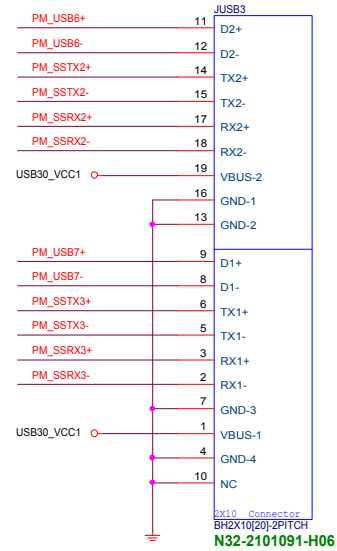 JUSB3
PM_USB6+ 11 D2+
PM_USB6- 12 D2-
PM_SSTX2+ 14 TX2+
PM_SSTX2- 15 TX2-
PM_SSRX2+ 17 RX2+
PM_SSRX2- 18 RX2-
USB30_VCC1 19 VBUS-2
16 GND-1
13 GND-2
PM_USB7+ 9 D1+
PM_USB7- 8 D1-
PM_SSTX3+ 6 TX1+
PM_SSTX3- 5 TX1-
PM_SSRX3+ 3 RX1+
PM_SSRX3- 2 RX1-
7 GND-3
USB30_VCC1 1 VBUS-1
4 GND-4
10 NC
2X10 Connector
BH2X10[20]-2PITCH
N32-2101091-H06